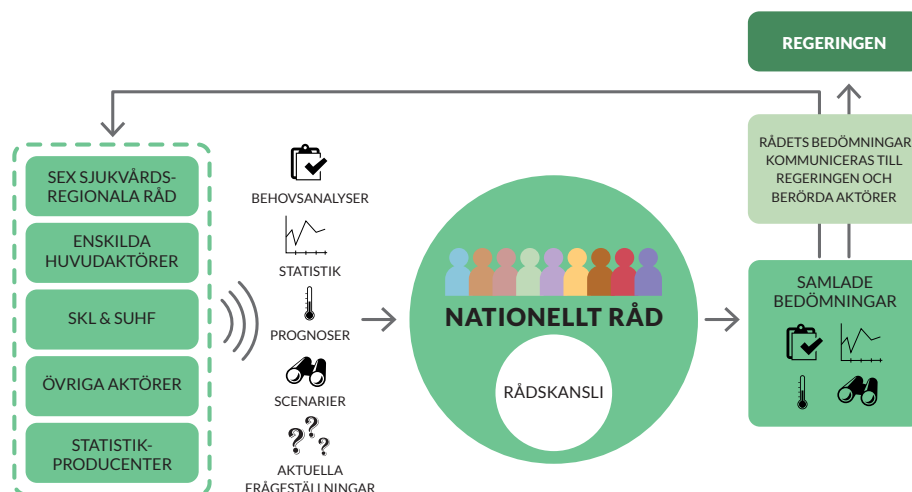 REGERINGEN
RÅDETS BEDÖMNINGAR
KOMMUNICERAS TILL
REGERINGEN OCH
BERÖRDA AKTÖRER
SEX SJUKVÅRDS-
REGIONALA RÅD
ENSKILDA
HUVUDAKTÖRER
SKL & SUHF
ÖVRIGA AKTÖRER
STATISTIK-
PRODUCENTER
BEHOVSANALYSER
STATISTIK
PROGNOSER
SCENARIER
???
AKTUELLA
FRÅGESTÄLLNINGAR
NATIONELLT RÅD
RÅDSKANSLI
SAMLADE
BEDÖMNINGAR